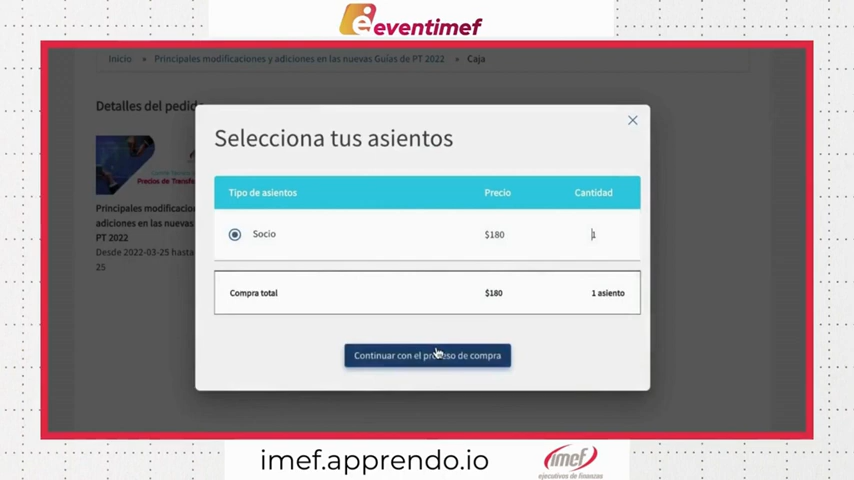 eventimef
Inicio » Principales modificaciones y adiciones en las nuevas Guías de PT 2022 » Caja
Detalles del pedido
Precios de Transfe
Principales modificacio
adiciones en las nueva
PT 2022
Desde 2022-03-25 hasta
25
Selecciona tus asientos
Tipo de asientos Precio Cantidad
Socio $180 1
Compra total $180 1 asiento
Continuar con el proceso de compra
imef.apprendo.io
imef
ejecutivos de finanzas